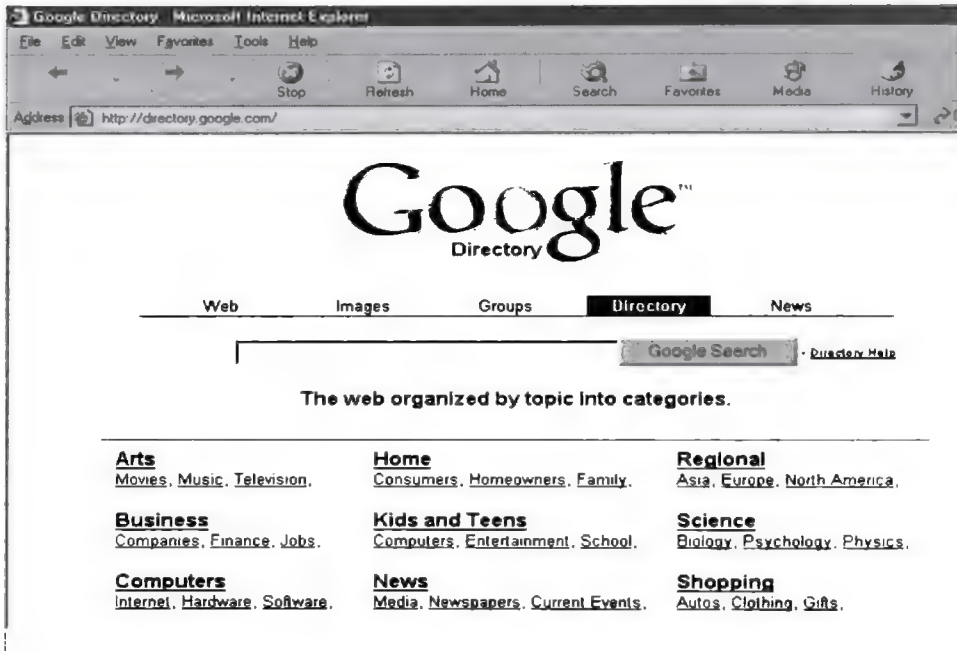 Google Directory Microsoft Internet Explorer
File Edit View Favorites Tools Help
Stop Refresh Home Search Favorites Media History
Address http://directory.google.com/
Google™
Directory
Web Images Groups Directory News
Google Search · Directory Help
The web organized by topic into categories.
Arts Home Regional
Movies, Music, Television, Consumers, Homeowners, Family, Asia, Europe, North America,
Business Kids and Teens Science
Companies, Finance, Jobs, Computers, Entertainment, School, Biology, Psychology, Physics,
Computers News Shopping
Internet, Hardware, Software, Media, Newspapers, Current Events, Autos, Clothing, Gifts,